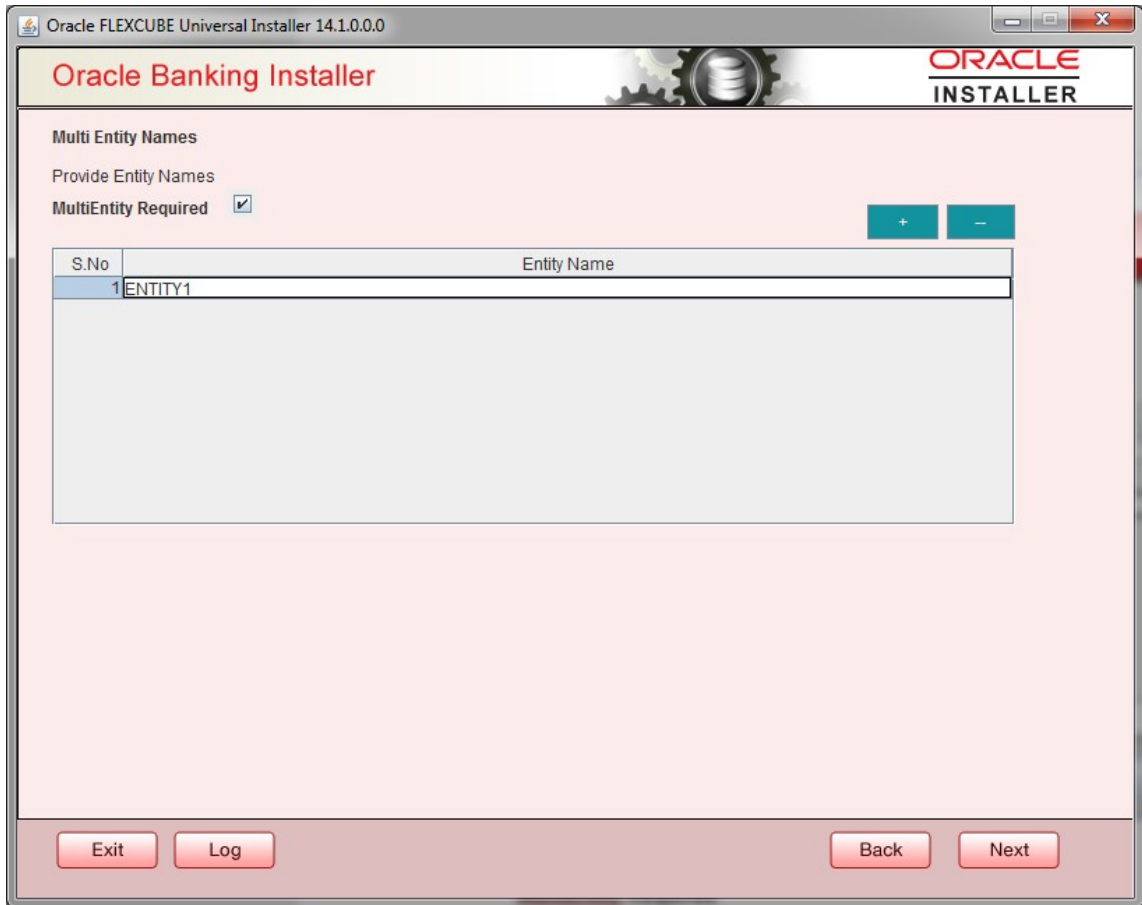 Oracle FLEXCUBE Universal Installer 14.1.0.0.0
Oracle Banking Installer
ORACLE
INSTALLER
Multi Entity Names
Provide Entity Names
MultiEntity Required
+ --
S.No Entity Name
1 ENTITY1
Exit Log Back Next